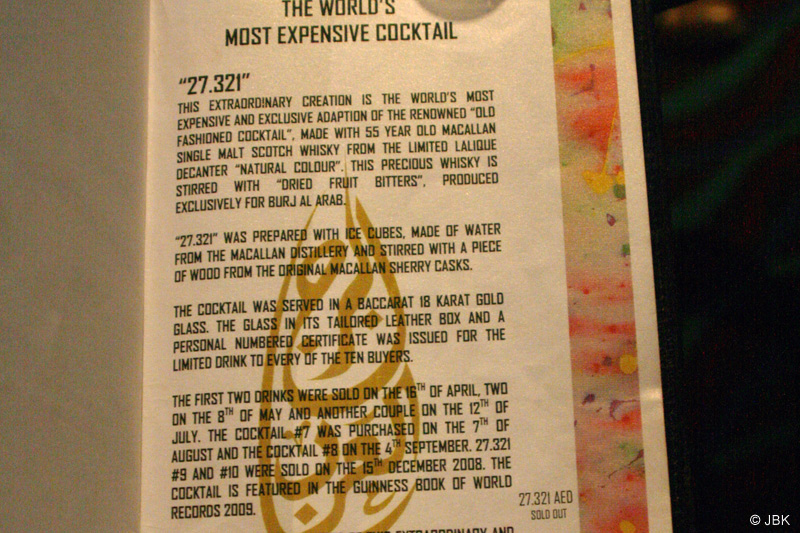 THE WORLD'S
MOST EXPENSIVE COCKTAIL
"27.321"
THIS EXTRAORDINARY CREATION IS THE WORLD'S MOST
EXPENSIVE AND EXCLUSIVE ADAPTION OF THE RENOWNED "OLD
FASHIONED COCKTAIL", MADE WITH 55 YEAR OLD MACALLAN
SINGLE MALT SCOTCH WHISKY FROM THE LIMITED LALIQUE
DECANTER "NATURAL COLOUR". THIS PRECIOUS WHISKY IS
STIRRED WITH "DRIED FRUIT BITTERS", PRODUCED
EXCLUSIVELY FOR BURJ AL ARAB.
"27.321" WAS PREPARED WITH ICE CUBES, MADE OF WATER
FROM THE MACALLAN DISTILLERY AND STIRRED WITH A PIECE
OF WOOD FROM THE ORIGINAL MACALLAN SHERRY CASKS.
THE COCKTAIL WAS SERVED IN A BACCARAT 18 KARAT GOLD
GLASS. THE GLASS IN ITS TAILORED LEATHER BOX AND A
PERSONAL NUMBERED CERTIFICATE WAS ISSUED FOR THE
LIMITED DRINK TO EVERY OF THE TEN BUYERS.
THE FIRST TWO DRINKS WERE SOLD ON THE 16TH OF APRIL, TWO
ON THE 8TH OF MAY AND ANOTHER COUPLE ON THE 12TH OF
JULY. THE COCKTAIL #7 WAS PURCHASED ON THE 7TH OF
AUGUST AND THE COCKTAIL #8 ON THE 4TH SEPTEMBER. 27.321
#9 AND #10 WERE SOLD ON THE 15TH DECEMBER 2008. THE
COCKTAIL IS FEATURED IN THE GUINNESS BOOK OF WORLD
RECORDS 2009.
27.321 AED
SOLD OUT
THIS EXTRAORDINARY AND
© JBK